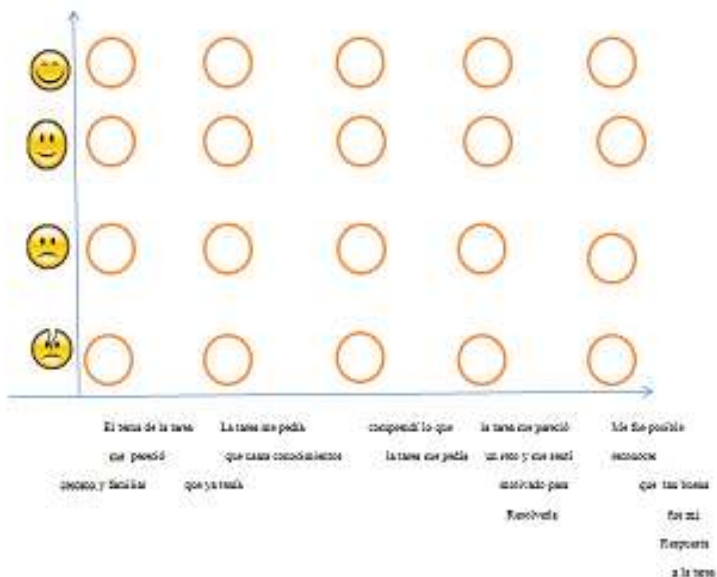 El tema de la tarea
que pareció
cercano y familiar
La tarea me pedía
que usara conocimientos
que ya tenía
comprendí lo que
la tarea me pedía
la tarea me pareció
un reto y me sentí
motivado para
Resolverla
Me fue posible
reconocer
que tan buena
fue mi
Respuesta
a la tarea